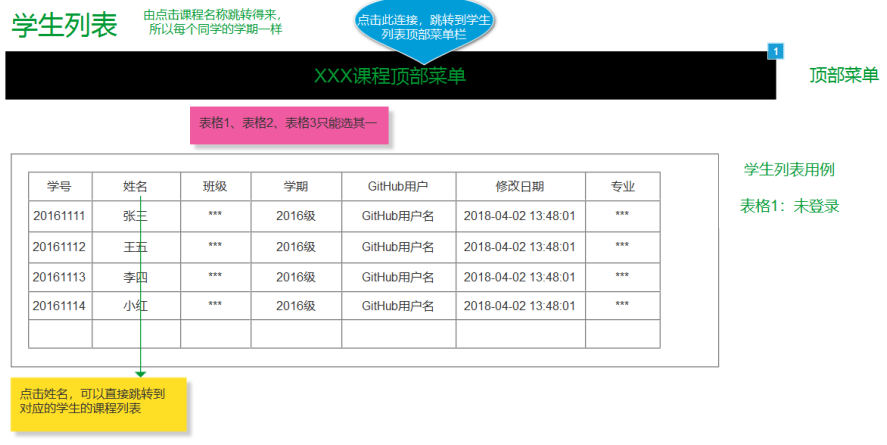 学生列表
由点击课程名称跳转得来，
所以每个同学的学期一样
点击此连接，跳转到学生
列表顶部菜单栏
1
XXX课程顶部菜单
顶部菜单
表格1、表格2、表格3只能选其一
学生列表用例
表格1：未登录
学号 姓名 班级 学期 GitHub用户 修改日期 专业
20161111 张三 *** 2016级 GitHub用户名 2018-04-02 13:48:01 ***
20161112 王五 *** 2016级 GitHub用户名 2018-04-02 13:48:01 ***
20161113 李四 *** 2016级 GitHub用户名 2018-04-02 13:48:01 ***
20161114 小红 *** 2016级 GitHub用户名 2018-04-02 13:48:01 ***
点击姓名，可以直接跳转到
对应的学生的课程列表